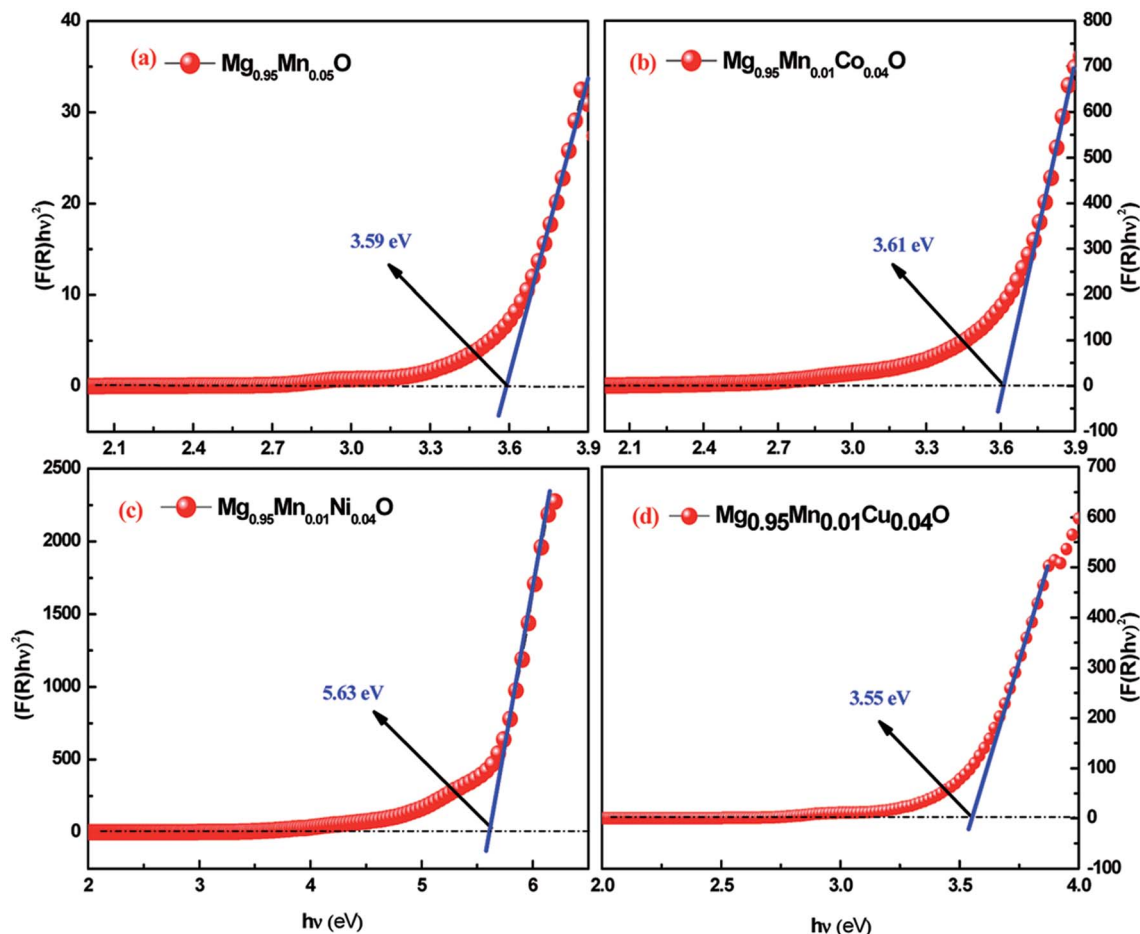 (a) Mg0.95Mn0.05O
(F(R)hν)²
40
30
20
10
0
3.59 eV
2.1 2.4 2.7 3.0 3.3 3.6 3.9
(b) Mg0.95Mn0.01Co0.04O
800
700
600
500
400
300
200
100
0
-100
(F(R)hν)²
3.61 eV
2.1 2.4 2.7 3.0 3.3 3.6 3.9
(c) Mg0.95Mn0.01Ni0.04O
(F(R)hν)²
2500
2000
1500
1000
500
0
5.63 eV
2 3 4 5 6
hν (eV)
(d) Mg0.95Mn0.01Cu0.04O
700
600
500
400
300
200
100
0
-100
(F(R)hν)²
3.55 eV
2.0 2.5 3.0 3.5 4.0
hν (eV)